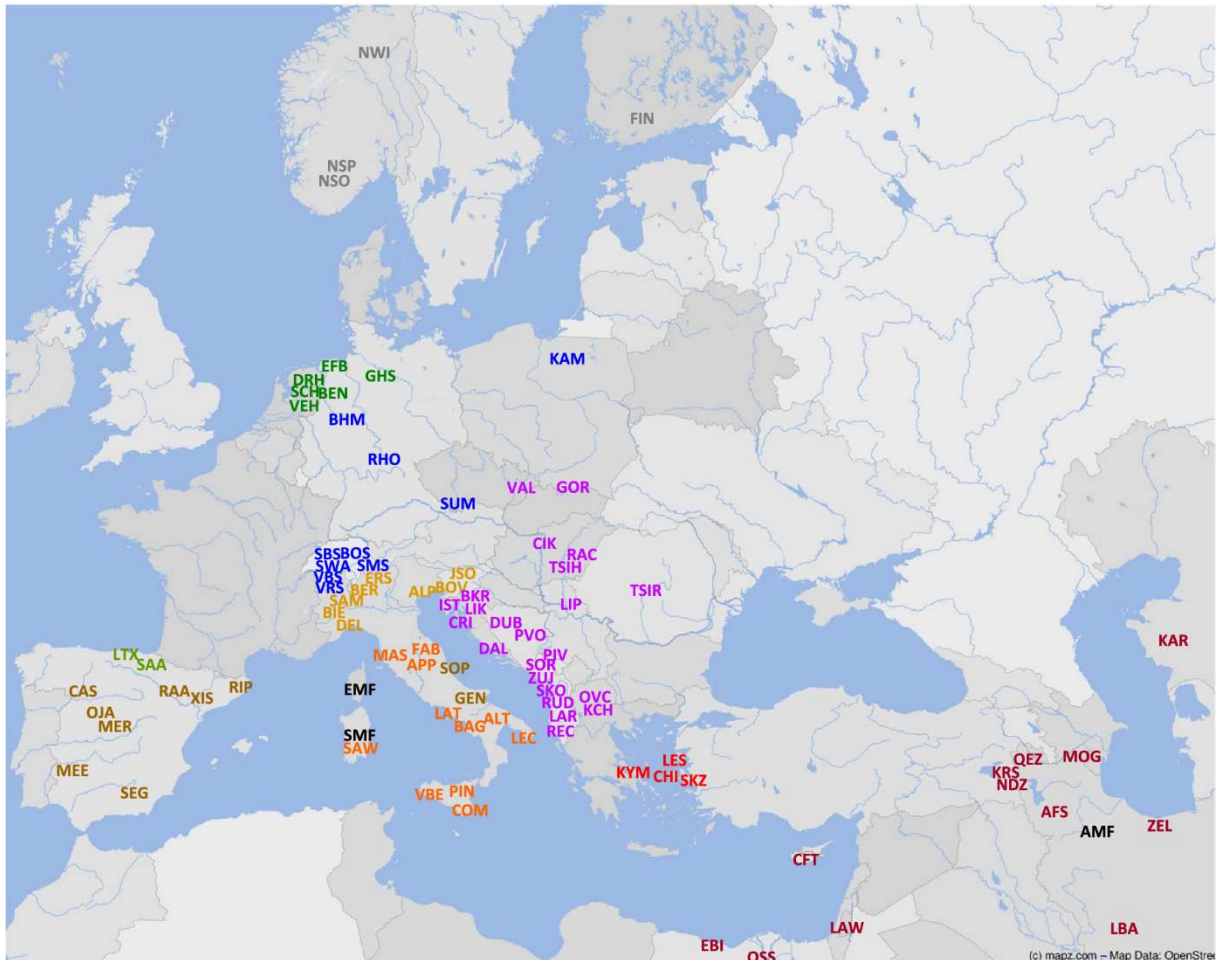 NWI
FIN
NSP
NSO
KAM
EFB
DRH GHS
SCH BEN
VEH
BHM
RHO
VAL GOR
SUM
CIK
SBS BOS RAC
SWA SMS TSIH
VBS ERS JSO
VRS BER ALP BOV TSIR
SAM IST BKR LIP
BIE LIK
DEL CRI DUB
PVO
LTX MAS FAB DAL PIV KAR
SAA APP SOP SOR
ZUJ
CAS RAA XIS RIP EMF GEN SKO OVC
OJA LAT RUD KCH
MER BAG ALT LAR
SMF LEC REC
SAW
MEE KYM LES QEZ MOG
CHI SKZ KRS
SEG VBE PIN NDZ
COM AFS
ZEL
AMF
CFT
LAW LBA
EBI
OSS
(c) mapz.com – Map Data: OpenStre